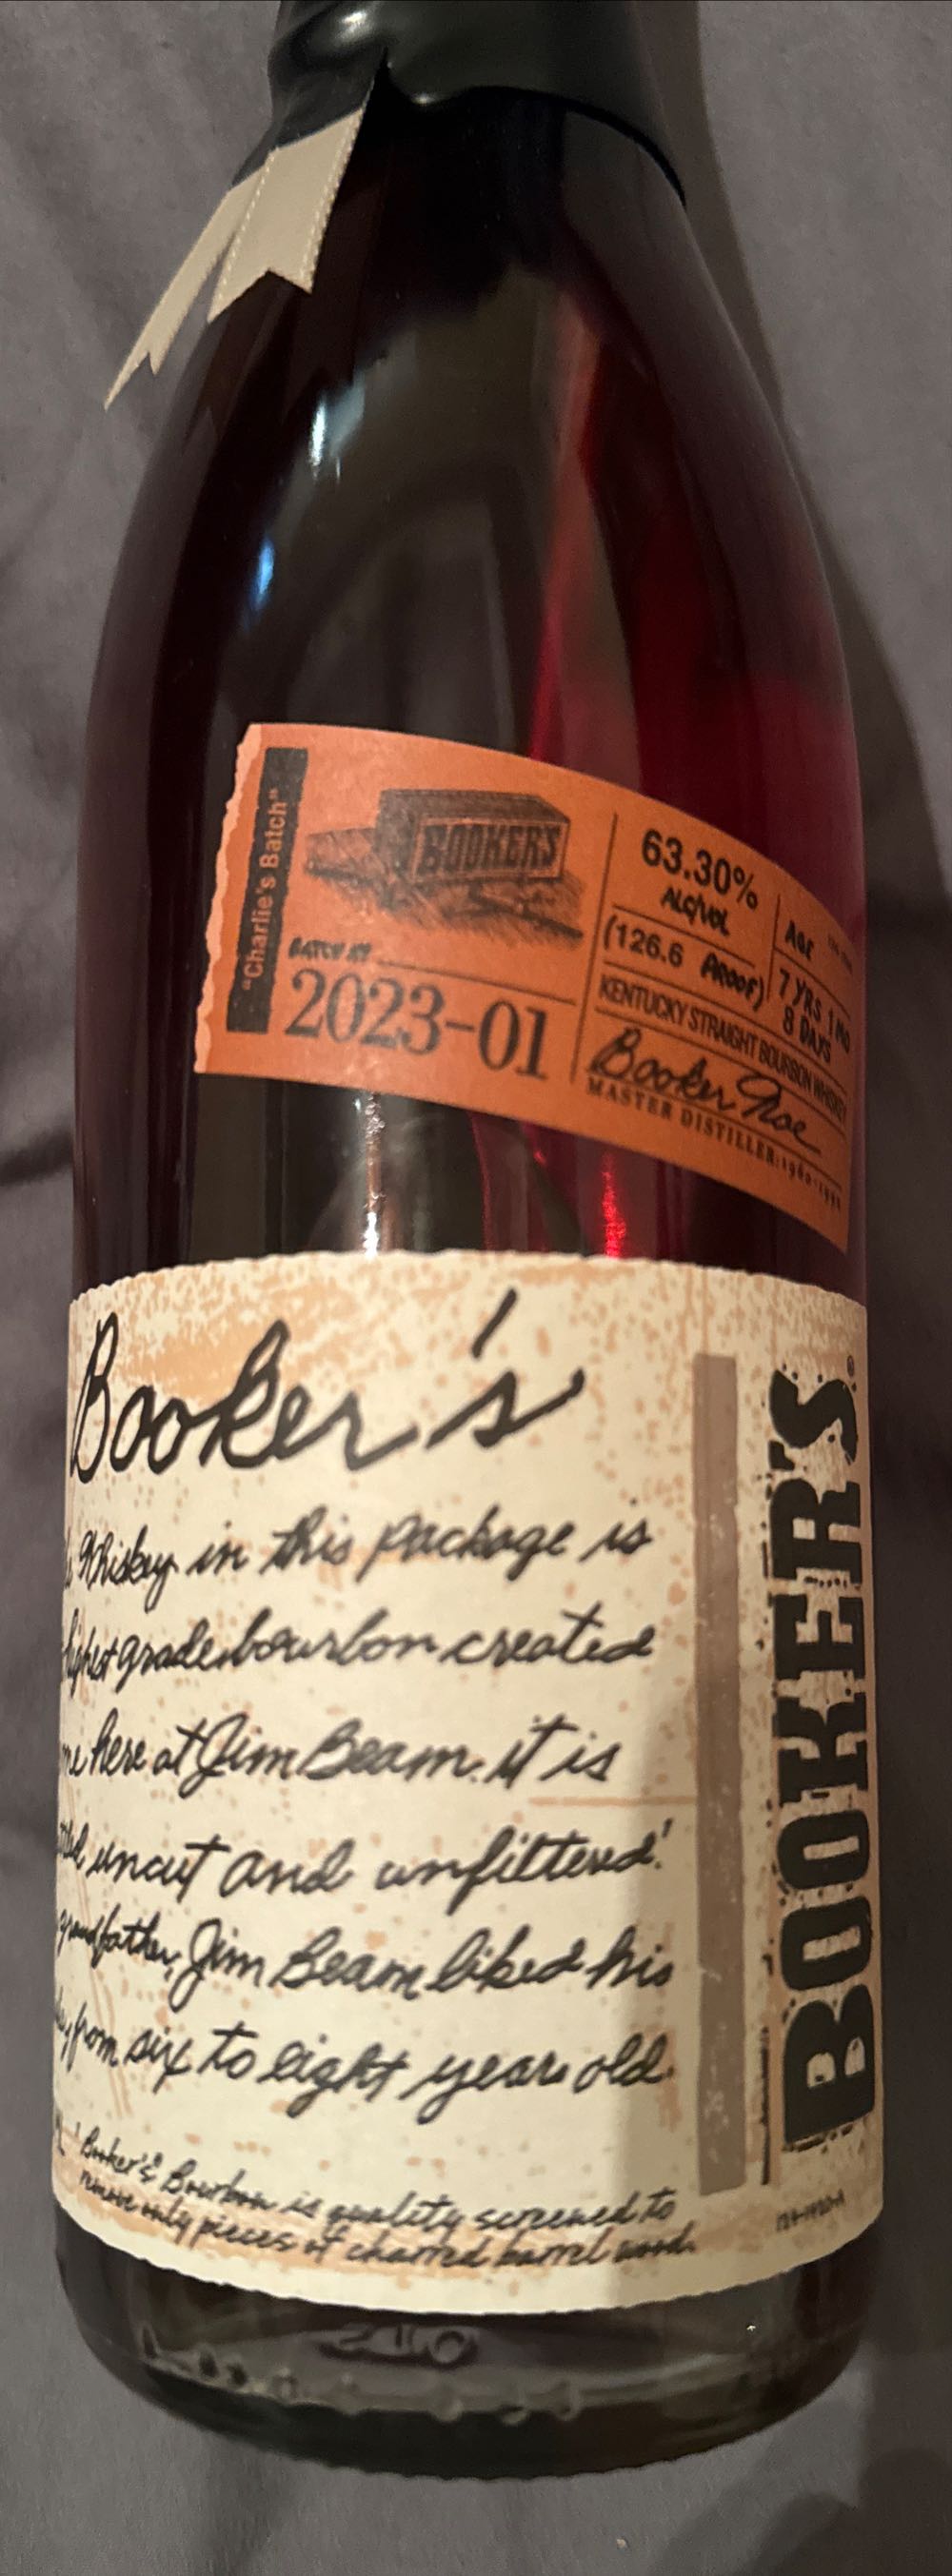 "Charlie's Batch"
BOOKER'S
BATCH Nº
2023-01
63.30%
ALC/VOL
(126.6 PROOF)
AGE
7 YRS 1 MO
8 DAYS
KENTUCKY STRAIGHT BOURBON WHISKEY
Booker Noe
MASTER DISTILLER:
Booker's
Whiskey in this package is
highest grade bourbon created
here at Jim Beam. it is
uncut and unfiltered.'
grandfather, Jim Beam liked his
from six to eight years old
'Booker's® Bourbon is quality screened to
remove only pieces of charred barrel wood.
BOOKER'S®